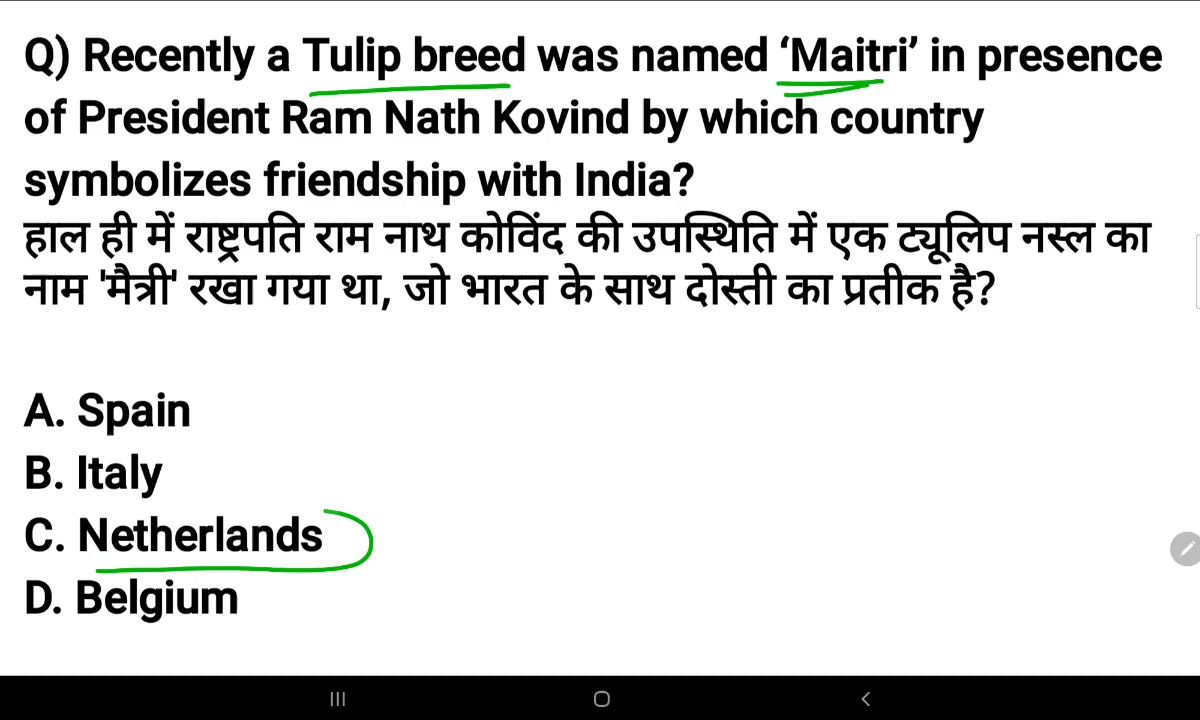 Q) Recently a Tulip breed was named ‘Maitri’ in presence
of President Ram Nath Kovind by which country
symbolizes friendship with India?
हाल ही में राष्ट्रपति राम नाथ कोविंद की उपस्थिति में एक ट्यूलिप नस्ल का
नाम 'मैत्री' रखा गया था, जो भारत के साथ दोस्ती का प्रतीक है?
A. Spain
B. Italy
C. Netherlands
D. Belgium